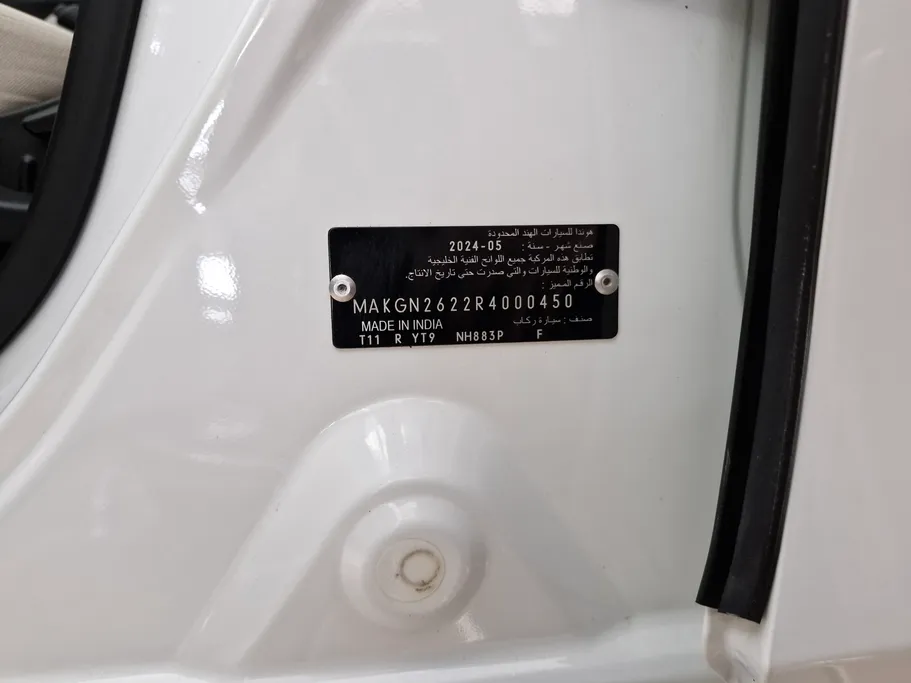 هوندا للسيارات الهند المحدودة
صنع شهر - سنة : 2024-05
تطابق هذه المركبة جميع اللوائح الفنية الخليجية
والوطنية للسيارات والتي صدرت حتى تاريخ الانتاج.
الرقم المميز :
MAKGN2622R4000450
صنف : سيارة ركاب
MADE IN INDIA
T11 R YT9 NH883P F